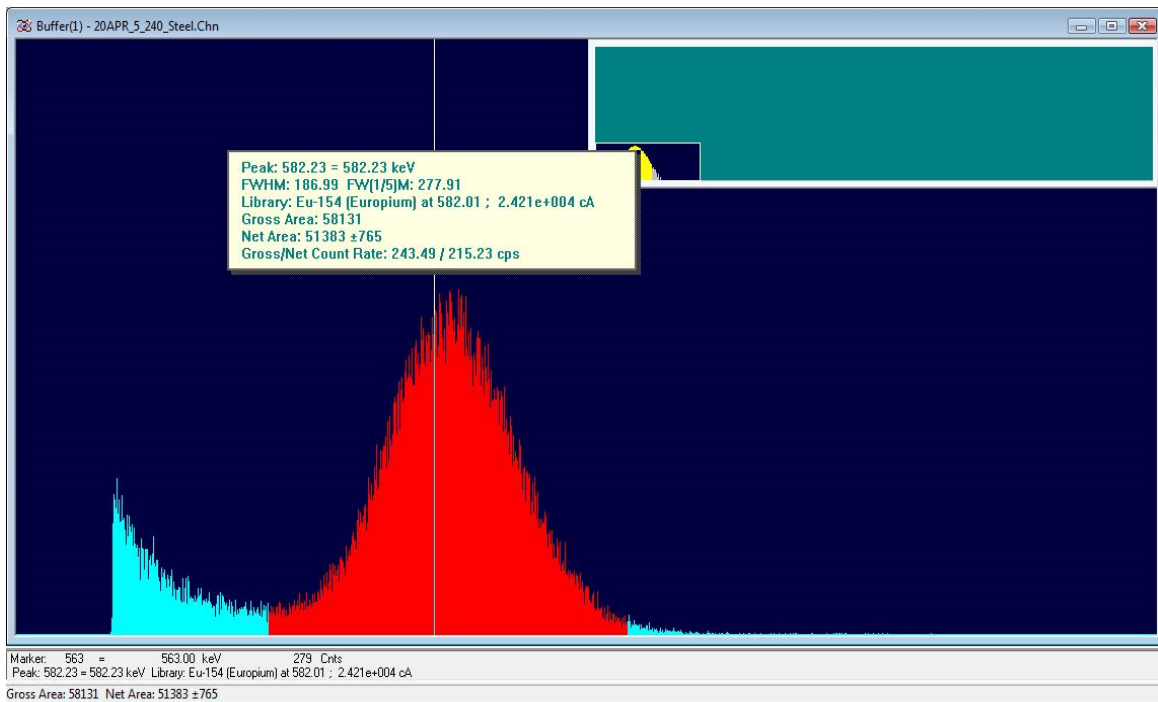 Buffer(1) - 20APR_5_240_Steel.Chn
Peak: 582.23 = 582.23 keV
FWHM: 186.99 FW(1/5)M: 277.91
Library: Eu-154 (Europium) at 582.01 ; 2.421e+004 cA
Gross Area: 58131
Net Area: 51383 ±765
Gross/Net Count Rate: 243.49 / 215.23 cps
Marker: 563 = 563.00 keV 279 Cnts
Peak: 582.23 = 582.23 keV Library: Eu-154 (Europium) at 582.01 ; 2.421e+004 cA
Gross Area: 58131 Net Area: 51383 ±765